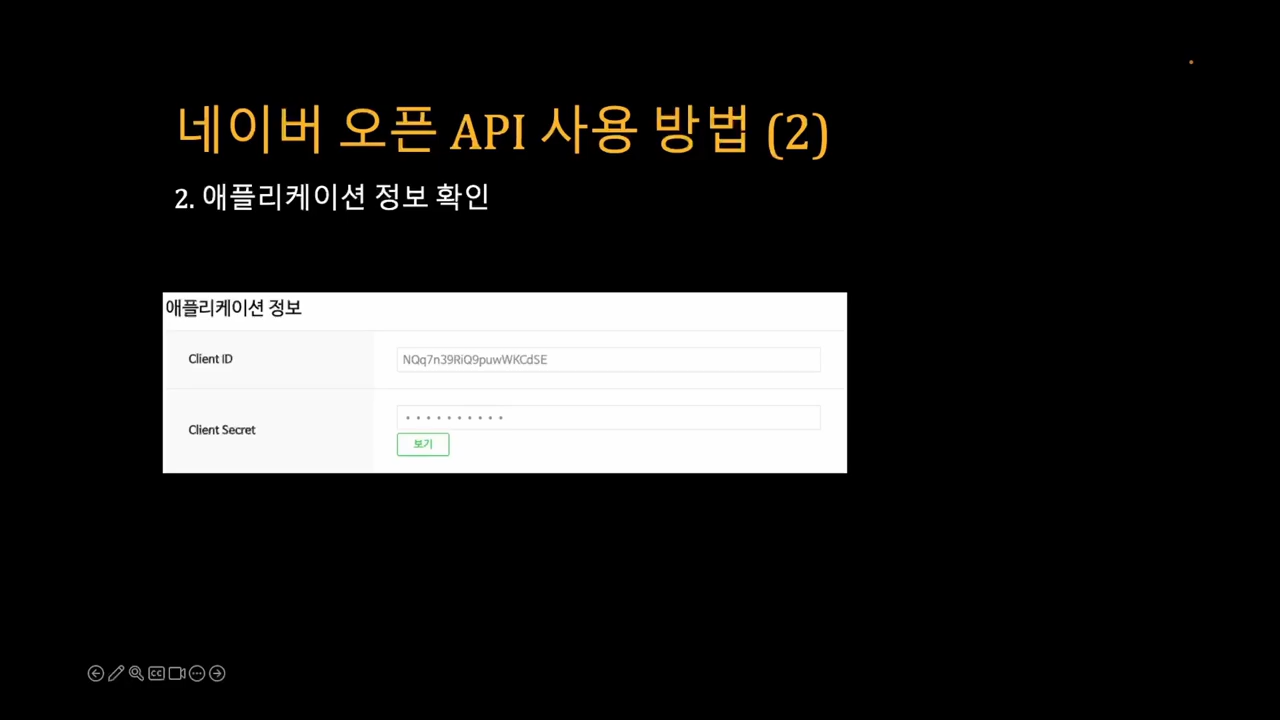 네이버 오픈 API 사용 방법 (2)
2. 애플리케이션 정보 확인
애플리케이션 정보
Client ID
NQq7n39RiQ9puwWKCdSE
Client Secret
••••••••••
보기
CC